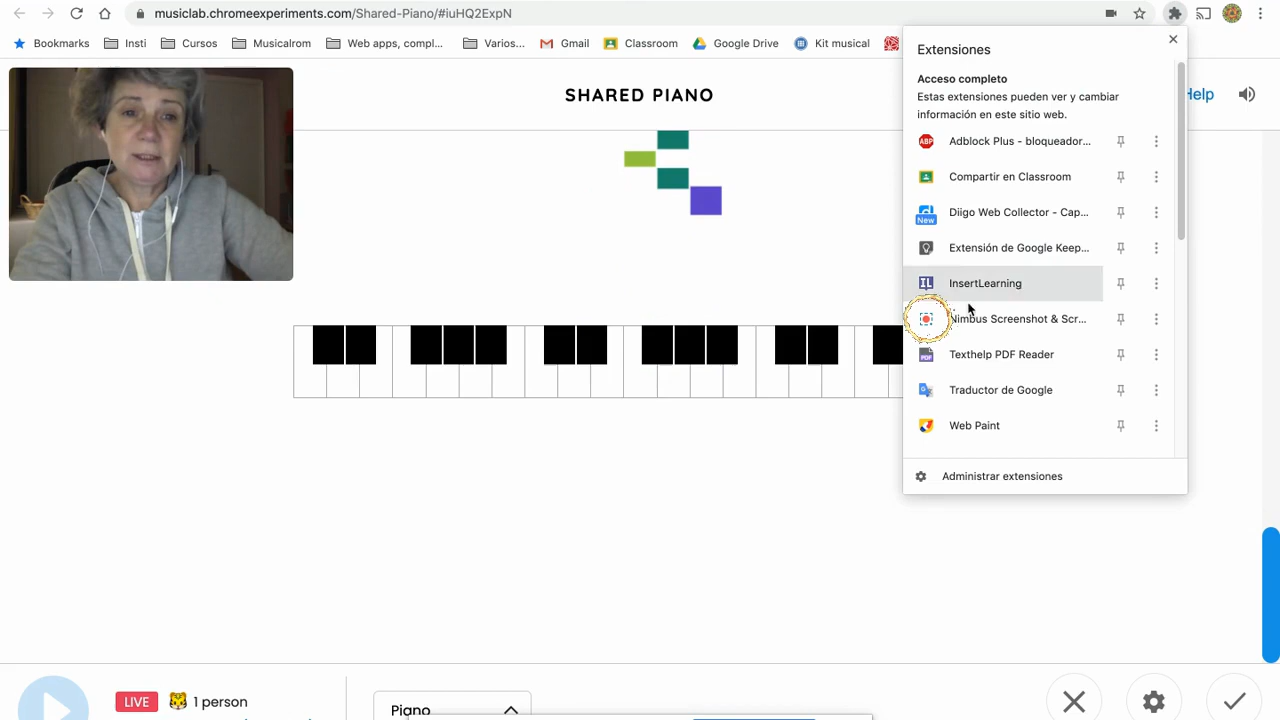 musiclab.chromeexperiments.com/Shared-Piano/#iuHQ2ExpN
Bookmarks Insti Cursos Musicalrom Web apps, compl... Varios... Gmail Classroom Google Drive Kit musical
SHARED PIANO
Help
Extensiones
Acceso completo
Estas extensiones pueden ver y cambiar
información en este sitio web.
ABP Adblock Plus - bloqueador...
Compartir en Classroom
New Diigo Web Collector - Cap...
Extensión de Google Keep...
IL InsertLearning
Nimbus Screenshot & Scr...
PDF Texthelp PDF Reader
Traductor de Google
Web Paint
Administrar extensiones
LIVE 1 person
Piano